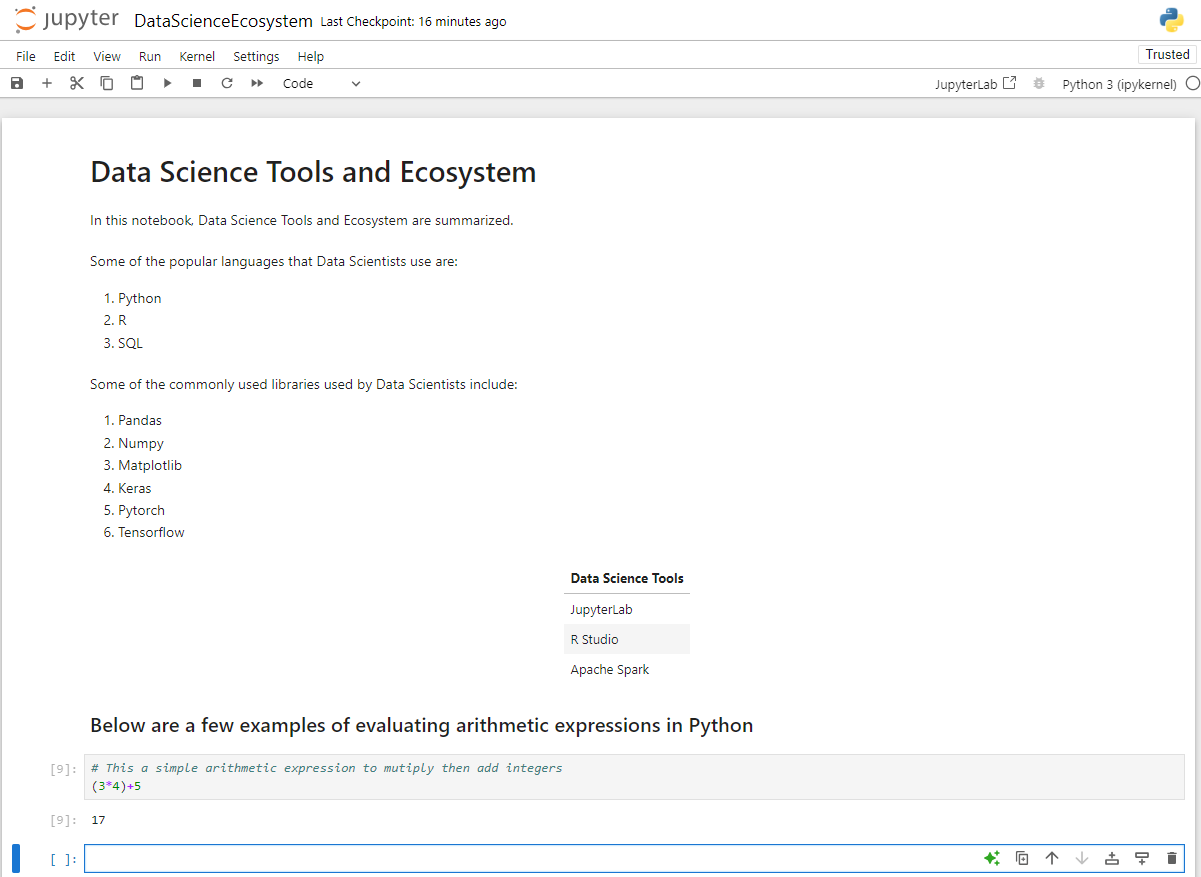 jupyter DataScienceEcosystem Last Checkpoint: 16 minutes ago
File Edit View Run Kernel Settings Help Trusted
Code JupyterLab Python 3 (ipykernel)
Data Science Tools and Ecosystem
In this notebook, Data Science Tools and Ecosystem are summarized.
Some of the popular languages that Data Scientists use are:
1. Python
2. R
3. SQL
Some of the commonly used libraries used by Data Scientists include:
1. Pandas
2. Numpy
3. Matplotlib
4. Keras
5. Pytorch
6. Tensorflow
Data Science Tools
JupyterLab
R Studio
Apache Spark
Below are a few examples of evaluating arithmetic expressions in Python
[9]: # This a simple arithmetic expression to mutiply then add integers
(3*4)+5
[9]: 17
[ ]: